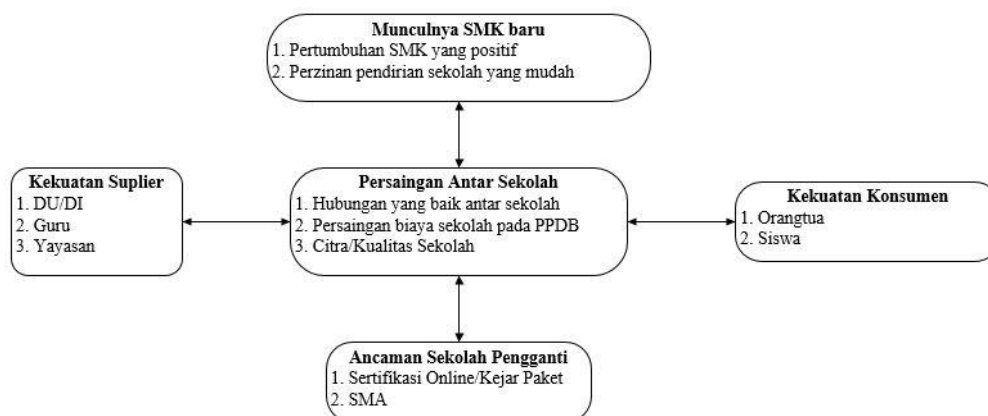 Munculnya SMK baru
1. Pertumbuhan SMK yang positif
2. Perzinan pendirian sekolah yang mudah
Kekuatan Suplier
1. DU/DI
2. Guru
3. Yayasan
Persaingan Antar Sekolah
1. Hubungan yang baik antar sekolah
2. Persaingan biaya sekolah pada PPDB
3. Citra/Kualitas Sekolah
Kekuatan Konsumen
1. Orangtua
2. Siswa
Ancaman Sekolah Pengganti
1. Sertifikasi Online/Kejar Paket
2. SMA